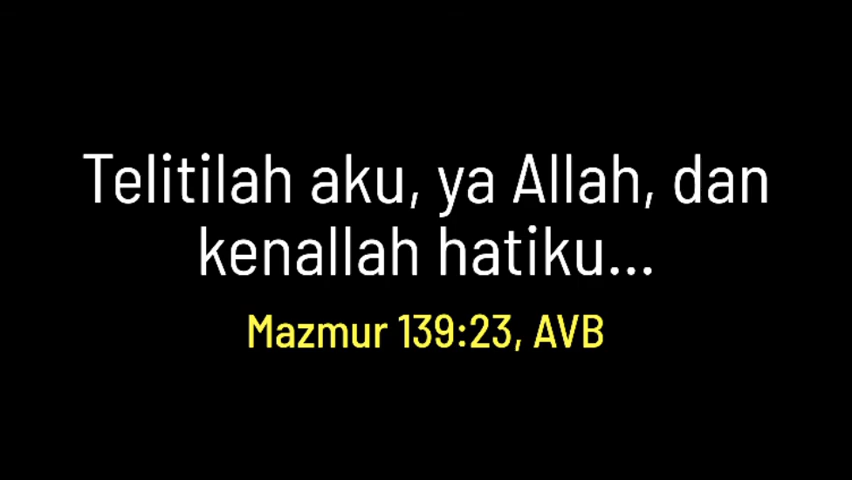 Telitilah aku, ya Allah, dan
kenallah hatiku...
Mazmur 139:23, AVB